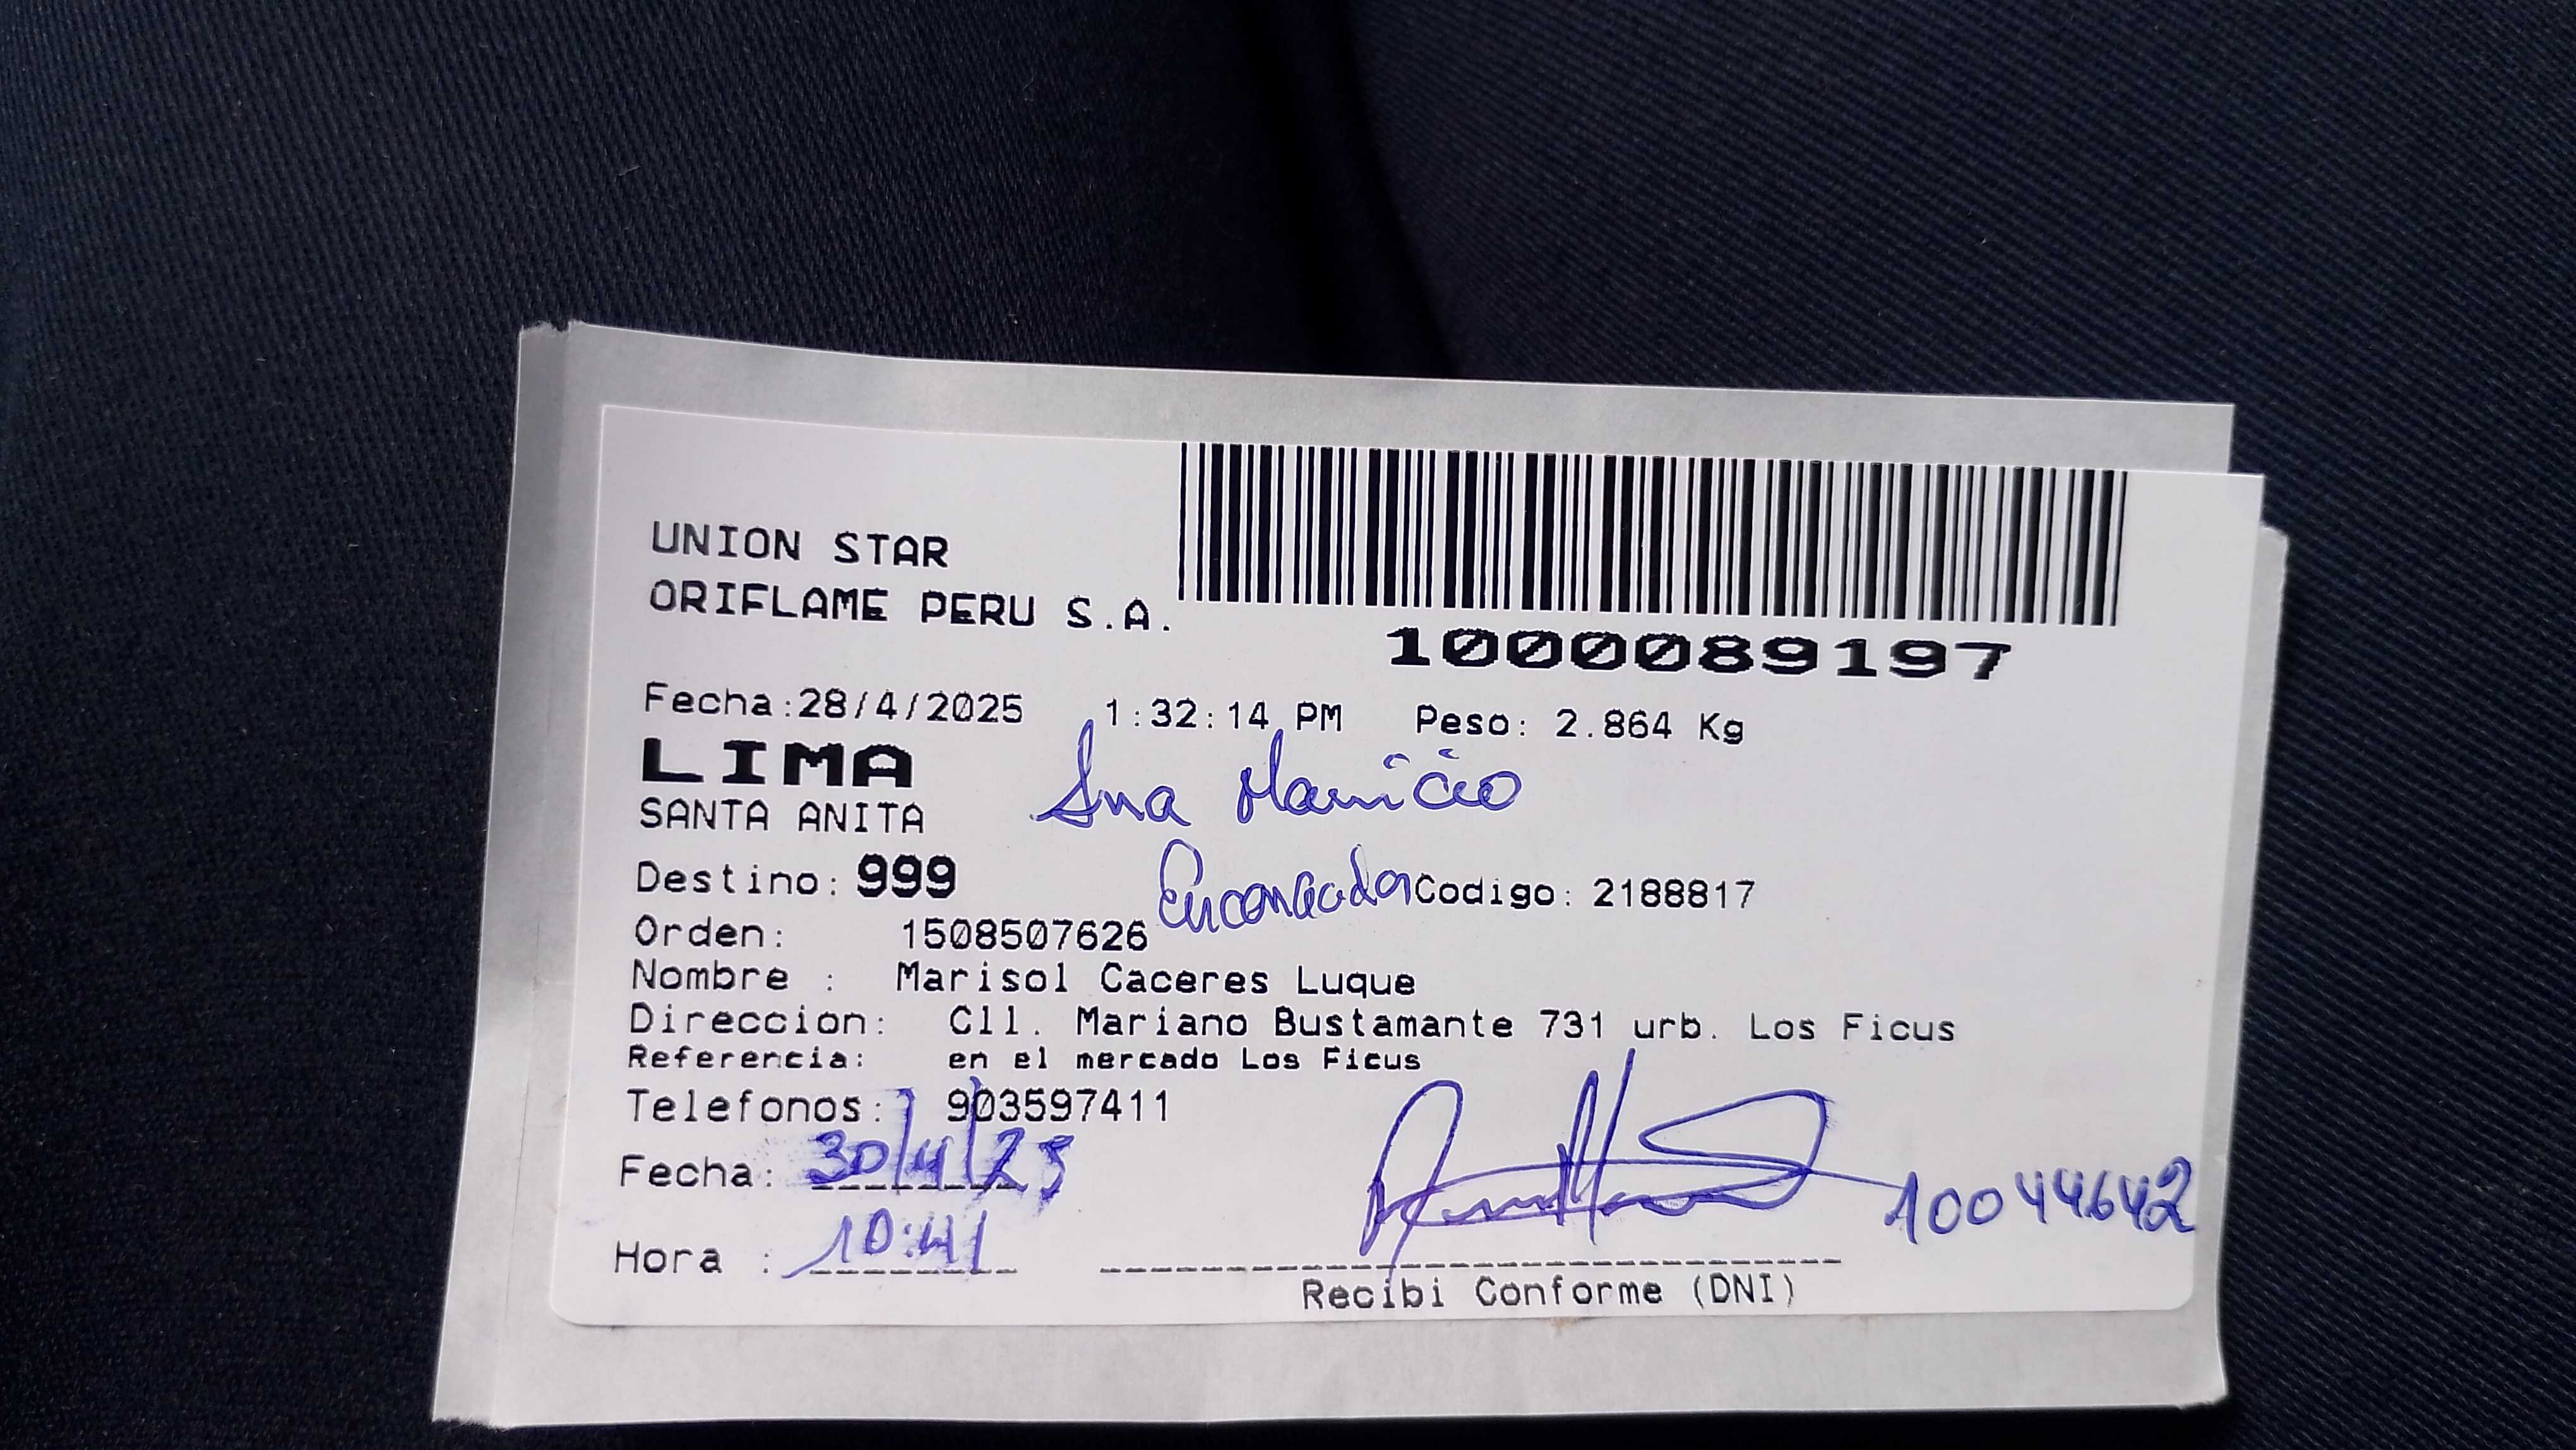 UNION STAR
ORIFLAME PERU S.A.
1000089197
Fecha:28/4/2025 1:32:14 PM Peso: 2.864 Kg
LIMA
SANTA ANITA
Destino: 999 Codigo: 2188817
Orden: 1508507626
Nombre : Marisol Caceres Luque
Direccion: Cll. Mariano Bustamante 731 urb. Los Ficus
Referencia: en el mercado Los Ficus
Telefonos: 903597411
Fecha: 30/4/25
10044642
Hora : 10:41
Recibi Conforme (DNI)